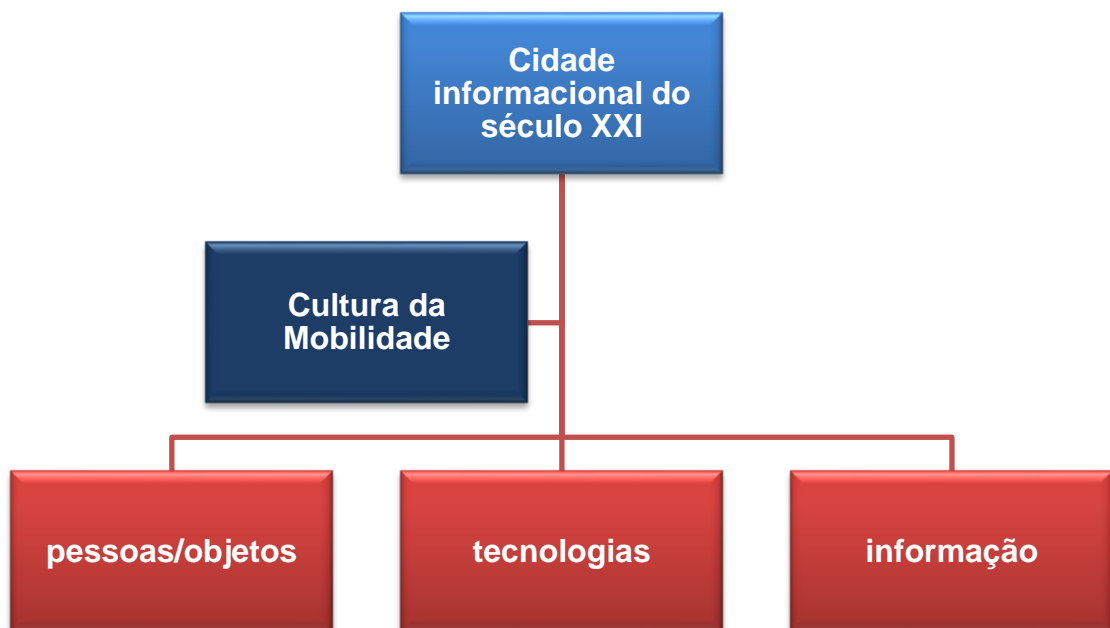 Cidade
informacional do
século XXI
Cultura da
Mobilidade
pessoas/objetos
tecnologias
informação